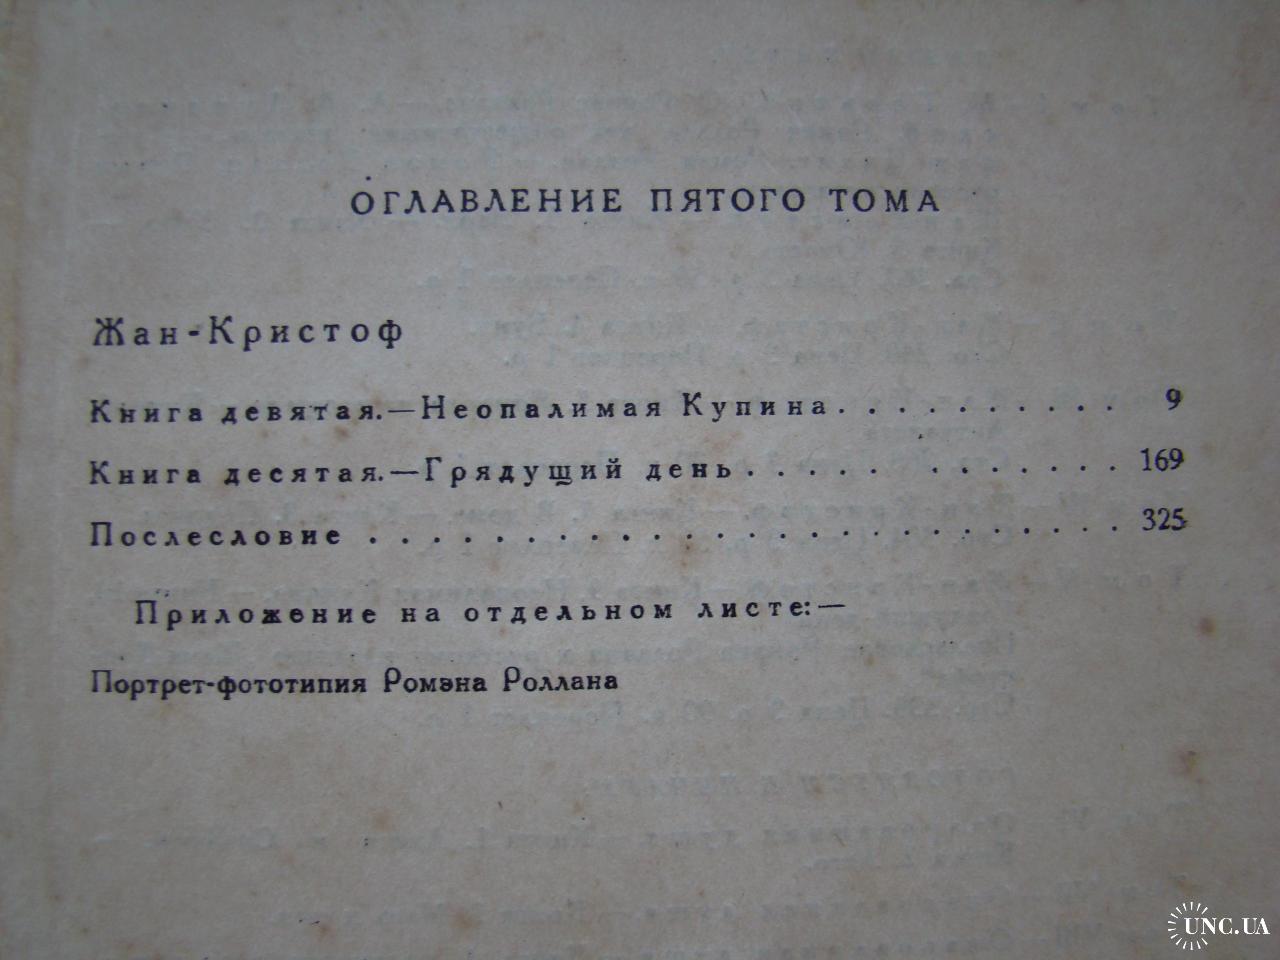 ОГЛАВЛЕНИЕ ПЯТОГО ТОМА
Жан-Кристоф
Книга девятая.—Неопалимая Купина. . . . . . . . . . 9
Книга десятая.—Грядущий день. . . . . . . . . . . . 169
Послесловие . . . . . . . . . . . . . . . . . . . . . . . . 325
Приложение на отдельном листе:—
Портрет-фототипия Ромэна Роллана
UNC.UA